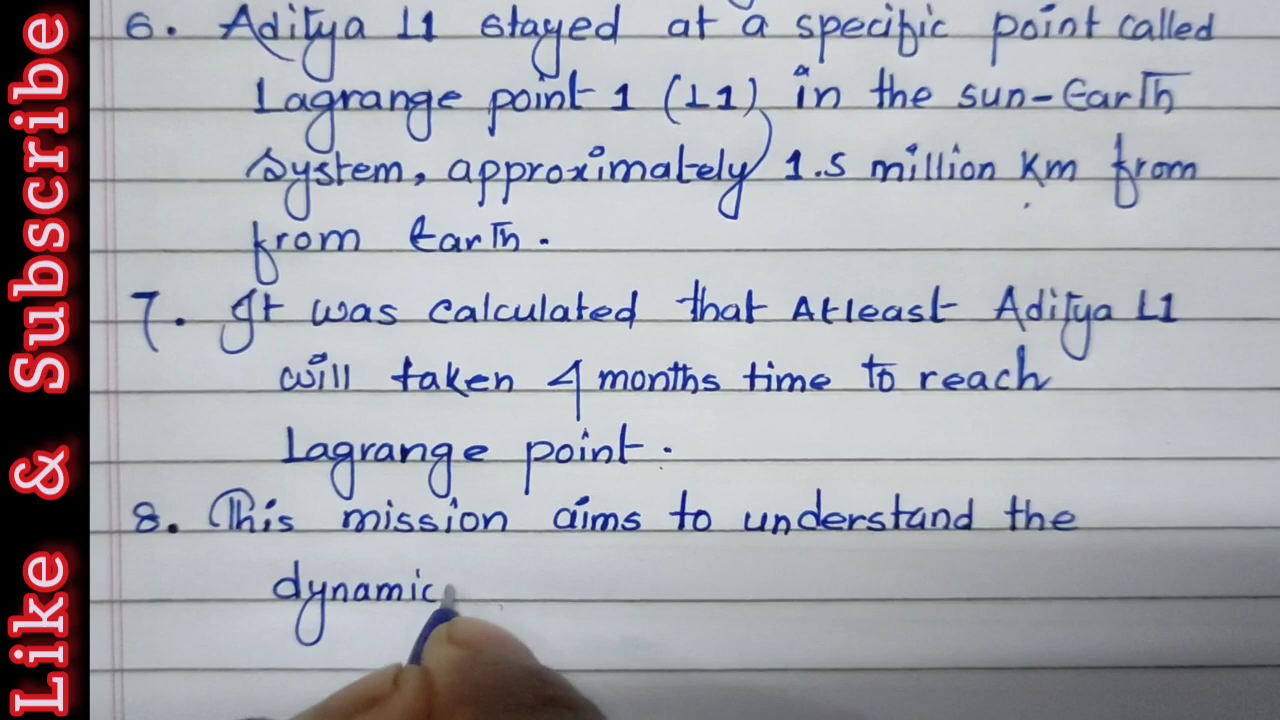 Like & Subscribe
6. Aditya L1 stayed at a specific point called
Lagrange point 1 (L1) in the sun-Earth
system, approximately 1.5 million Km from
from Earth.
7. It was calculated that Atleast Aditya L1
will taken 4 months time to reach
Lagrange point.
8. This mission aims to understand the
dynamic